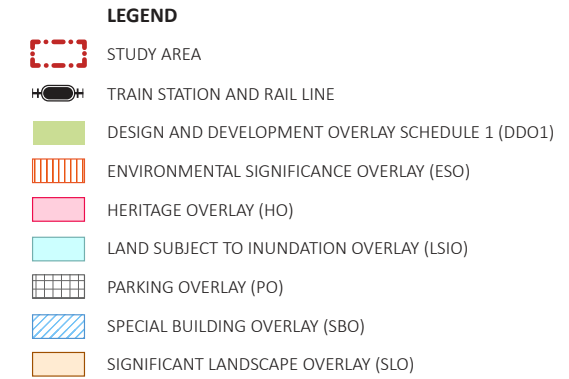 LEGEND
STUDY AREA
TRAIN STATION AND RAIL LINE
DESIGN AND DEVELOPMENT OVERLAY SCHEDULE 1 (DDO1)
ENVIRONMENTAL SIGNIFICANCE OVERLAY (ESO)
HERITAGE OVERLAY (HO)
LAND SUBJECT TO INUNDATION OVERLAY (LSIO)
PARKING OVERLAY (PO)
SPECIAL BUILDING OVERLAY (SBO)
SIGNIFICANT LANDSCAPE OVERLAY (SLO)